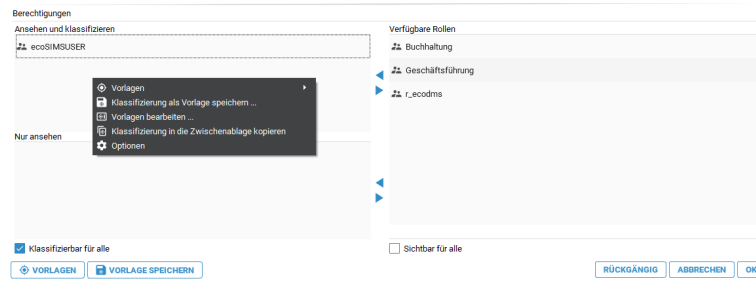 Berechtigungen
Ansehen und klassifizieren
ecoSIMSUSER
Vorlagen
Klassifizierung als Vorlage speichern ...
Vorlagen bearbeiten ...
Klassifizierung in die Zwischenablage kopieren
Optionen
Nur ansehen
Klassifizierbar für alle
Verfügbare Rollen
Buchhaltung
Geschäftsführung
r_ecodms
Sichtbar für alle
VORLAGEN
VORLAGE SPEICHERN
RÜCKGÄNGIG
ABBRECHEN
OK